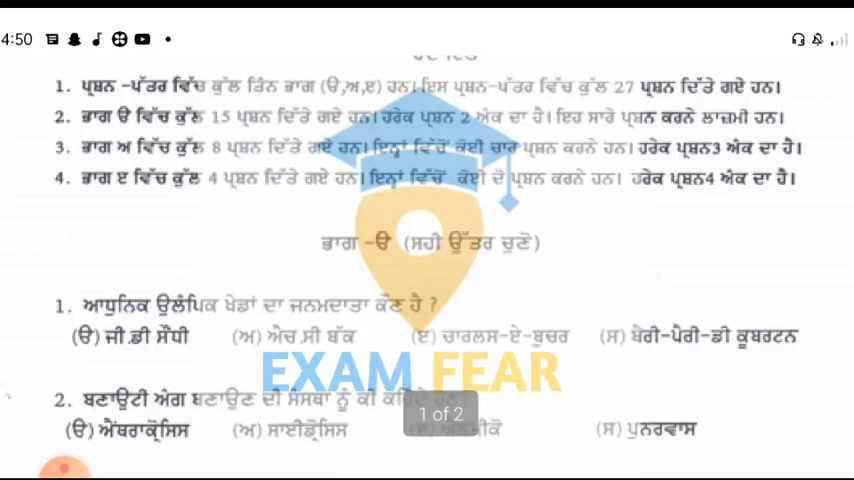 4:50
1. ਪ੍ਰਸ਼ਨ -ਪੱਤਰ ਵਿੱਚ ਕੁੱਲ ਤਿੰਨ ਭਾਗ (ੳ,ਅ,ੲ) ਹਨ। ਇਸ ਪ੍ਰਸ਼ਨ-ਪੱਤਰ ਵਿੱਚ ਕੁੱਲ 27 ਪ੍ਰਸ਼ਨ ਦਿੱਤੇ ਗਏ ਹਨ।
2. ਭਾਗ ੳ ਵਿੱਚ ਕੁੱਲ 15 ਪ੍ਰਸ਼ਨ ਦਿੱਤੇ ਗਏ ਹਨ। ਹਰੇਕ ਪ੍ਰਸ਼ਨ 2 ਅੰਕ ਦਾ ਹੈ। ਇਹ ਸਾਰੇ ਪ੍ਰਸ਼ਨ ਕਰਨੇ ਲਾਜ਼ਮੀ ਹਨ।
3. ਭਾਗ ਅ ਵਿੱਚ ਕੁੱਲ 8 ਪ੍ਰਸ਼ਨ ਦਿੱਤੇ ਗਏ ਹਨ। ਇਨ੍ਹਾਂ ਵਿੱਚੋਂ ਕੋਈ ਚਾਰ ਪ੍ਰਸ਼ਨ ਕਰਨੇ ਹਨ। ਹਰੇਕ ਪ੍ਰਸ਼ਨ3 ਅੰਕ ਦਾ ਹੈ।
4. ਭਾਗ ੲ ਵਿੱਚ ਕੁੱਲ 4 ਪ੍ਰਸ਼ਨ ਦਿੱਤੇ ਗਏ ਹਨ। ਇਨ੍ਹਾਂ ਵਿੱਚੋਂ ਕੋਈ ਦੋ ਪ੍ਰਸ਼ਨ ਕਰਨੇ ਹਨ। ਹਰੇਕ ਪ੍ਰਸ਼ਨ4 ਅੰਕ ਦਾ ਹੈ।
ਭਾਗ -ੳ (ਸਹੀ ਉੱਤਰ ਚੁਣੋ)
1. ਆਧੁਨਿਕ ਉਲੰਪਿਕ ਖੇਡਾਂ ਦਾ ਜਨਮਦਾਤਾ ਕੌਣ ਹੈ ?
(ੳ) ਜੀ.ਡੀ ਸੌਂਧੀ (ਅ) ਐਚ.ਸੀ ਬੱਕ (ੲ) ਚਾਰਲਸ-ਏ-ਬੁਚਰ (ਸ) ਬੈਰੀ-ਪੈਰੀ-ਡੀ ਕੂਬਰਟਨ
EXAM FEAR
2. ਬਣਾਉਟੀ ਅੰਗ ਬਣਾਉਣ ਦੀ ਸੰਸਥਾ ਨੂੰ ਕੀ ਕਹਿੰਦੇ ਹਨ?
1 of 2
(ੳ) ਐਂਥਰਾਕ੍ਰੋਸਿਸ (ਅ) ਸਾਈਡ੍ਰੋਸਿਸ (ੲ) (ਸ) ਪੁਨਰਵਾਸ